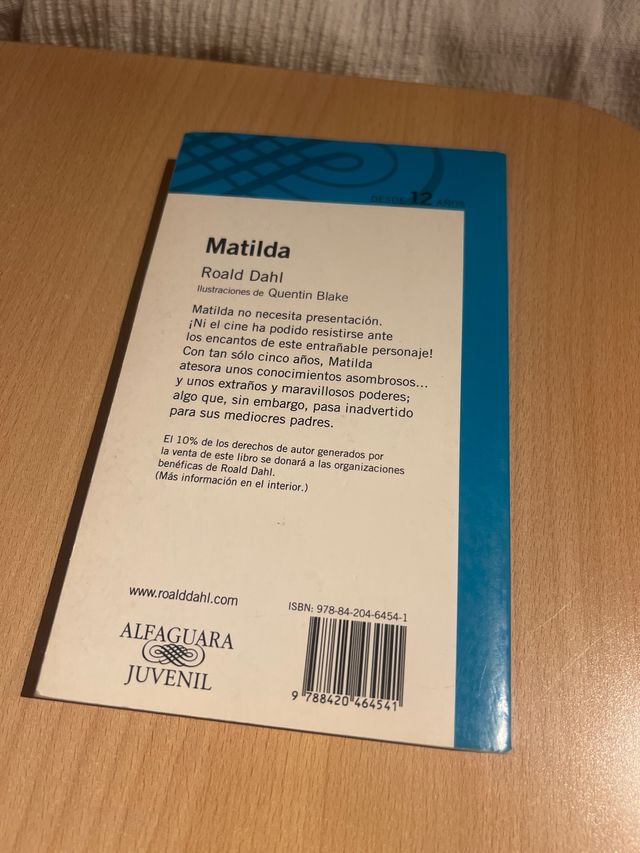 DESDE 12 AÑOS
Matilda
Roald Dahl
Ilustraciones de Quentin Blake
Matilda no necesita presentación.
¡Ni el cine ha podido resistirse ante
los encantos de este entrañable personaje!
Con tan sólo cinco años, Matilda
atesora unos conocimientos asombrosos...
y unos extraños y maravillosos poderes;
algo que, sin embargo, pasa inadvertido
para sus mediocres padres.
El 10% de los derechos de autor generados por
la venta de este libro se donará a las organizaciones
benéficas de Roald Dahl.
(Más información en el interior.)
www.roalddahl.com
ALFAGUARA
JUVENIL
ISBN: 978-84-204-6454-1
9 788420 464541